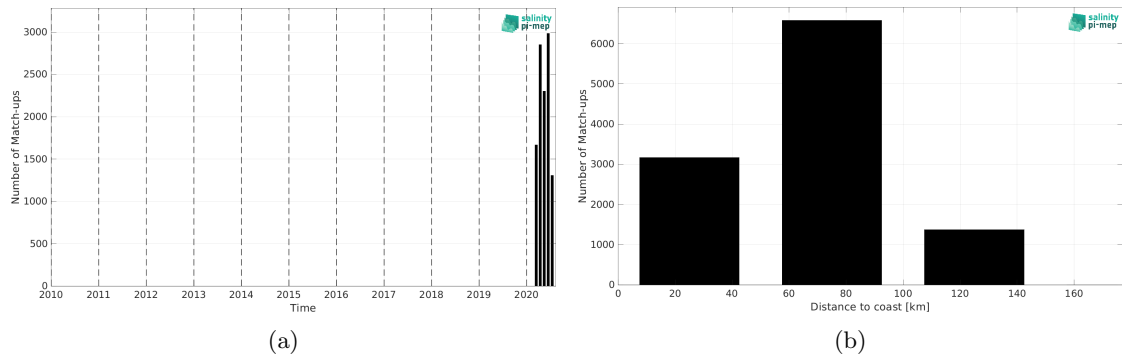 salinity
pi-mep
3000
2500
2000
1500
1000
500
0
Number of Match-ups
2010 2011 2012 2013 2014 2015 2016 2017 2018 2019 2020
Time
(a)
salinity
pi-mep
6000
5000
4000
3000
2000
1000
0
Number of Match-ups
0 20 40 60 80 100 120 140 160
Distance to coast [km]
(b)